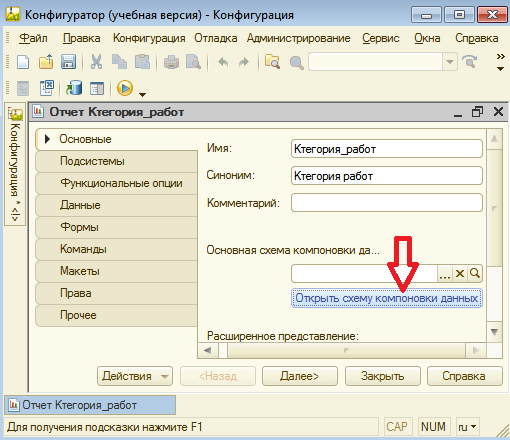 Конфигуратор (учебная версия) - Конфигурация
Файл Правка Конфигурация Отладка Администрирование Сервис Окна Справка
Конфигурация * <I>
Отчет Ктегория_работ
Основные
Подсистемы
Функциональные опции
Данные
Формы
Команды
Макеты
Права
Прочее
Имя: Ктегория_работ
Синоним: Ктегория работ
Комментарий:
Основная схема компоновки да...
Открыть схему компоновки данных
Расширенное представление:
Действия <Назад Далее> Закрыть Справка
Отчет Ктегория_работ
Для получения подсказки нажмите F1 CAP NUM ru